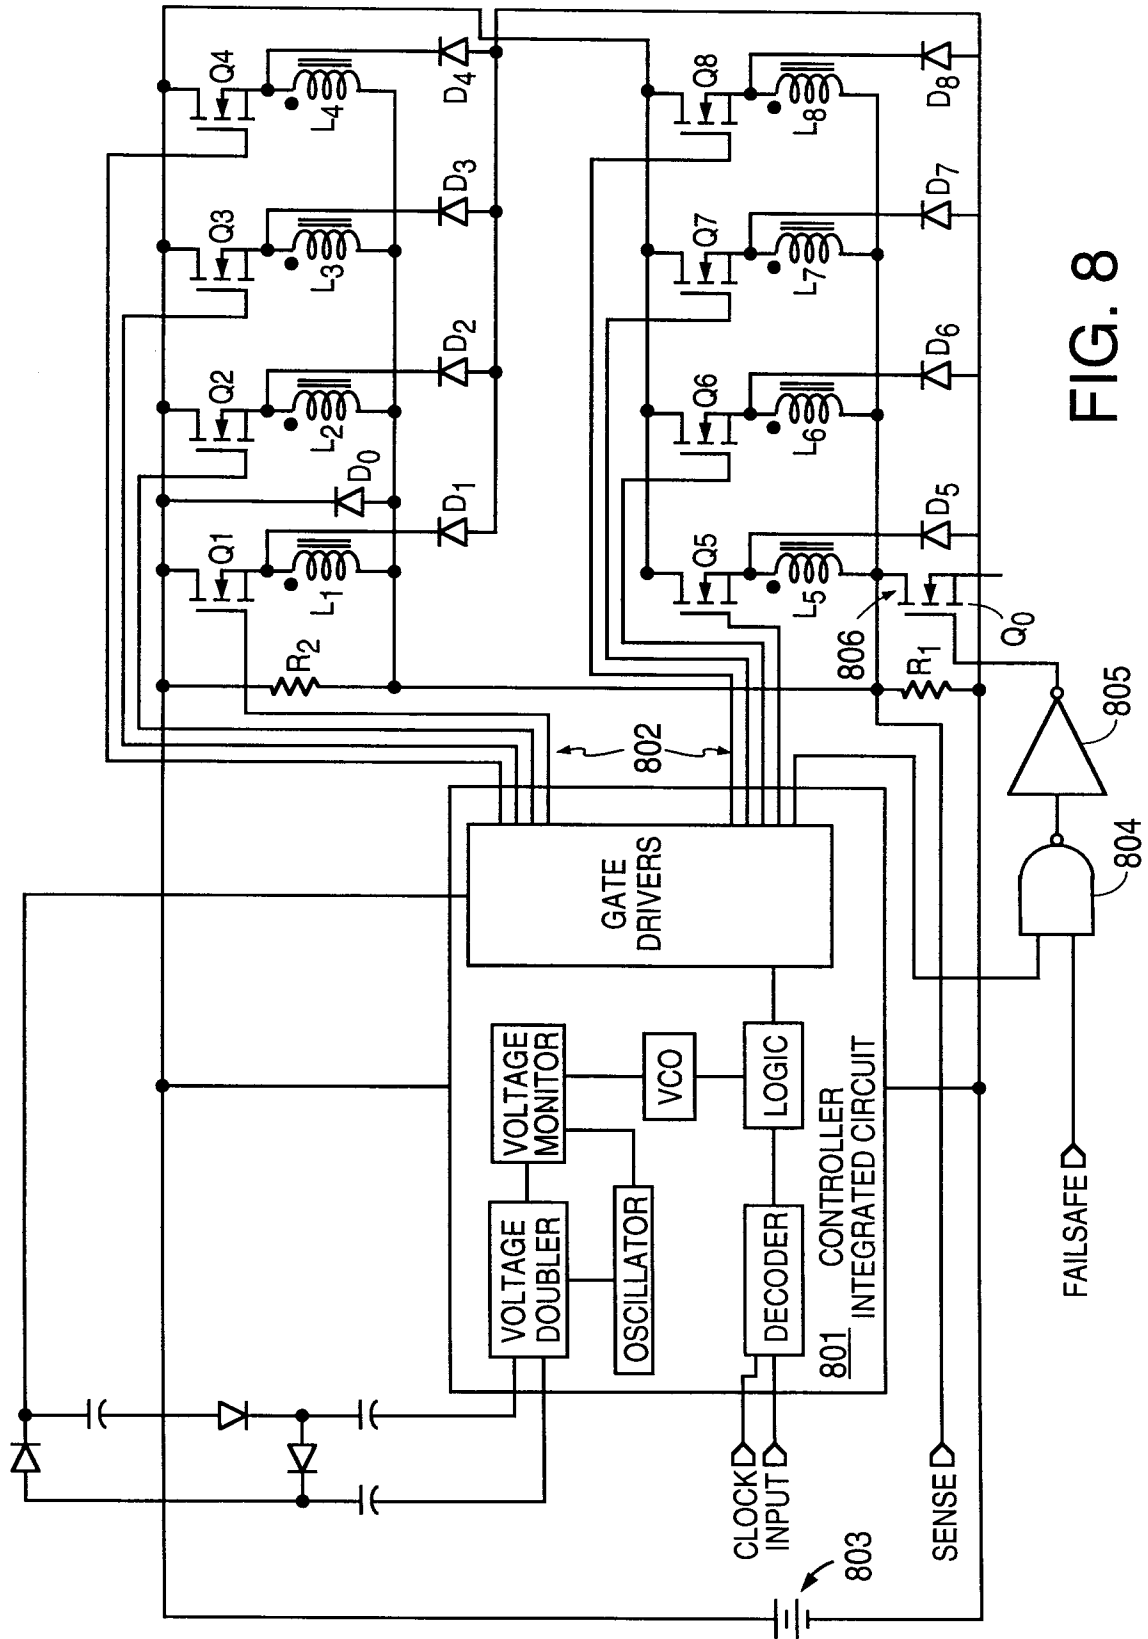 Q4
L4
D4
Q3
L3
D3
Q2
L2
D2
D0
Q1
L1
D1
R2
Q8
L8
D8
Q7
L7
D7
Q6
L6
D6
Q5
L5
D5
806
Q0
R1
802
805
804
GATE
DRIVERS
VOLTAGE
MONITOR
VCO
LOGIC
VOLTAGE
DOUBLER
OSCILLATOR
DECODER
801
CONTROLLER
INTEGRATED CIRCUIT
CLOCK
INPUT
SENSE
FAILSAFE
803
FIG. 8